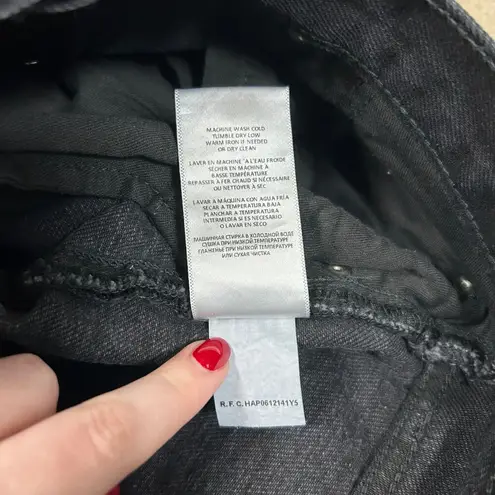 MACHINE WASH COLD
TUMBLE DRY LOW
WARM IRON IF NEEDED
OR DRY CLEAN
LAVER EN MACHINE 'A L'EAU FROIDE
SÉCHER EN MACHINE À
BASSE TEMPÉRATURE
REPASSER À FER CHAUD SI NÉCESSAIRE
OU NETTOYER À SEC
LAVAR A MÁQUINA CON AGUA FRÍA
SECAR A TEMPERATURA BAJA
PLANCHAR A TEMPERATURA
INTERMEDIA SI ES NECESARIO
O LAVAR EN SECO
МАШИННАЯ СТИРКА В ХОЛОДНОЙ ВОДЕ
СУШКА ПРИ НИЗКОЙ ТЕМПЕРАТУРЕ
ГЛАЖЕНЬЕ ПРИ НИЗКОЙ ТЕМПЕРАТУРЕ
ИЛИ СУХАЯ ЧИСТКА
R.F.C. HAP0612141Y5